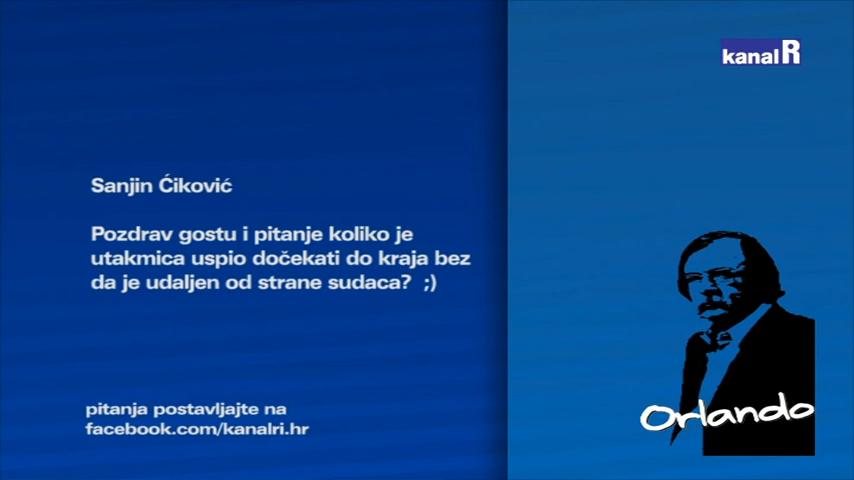 kanal R
Sanjin Ćiković
Pozdrav gostu i pitanje koliko je
utakmica uspio dočekati do kraja bez
da je udaljen od strane sudaca? ;)
pitanja postavljajte na
facebook.com/kanalri.hr
Orlando